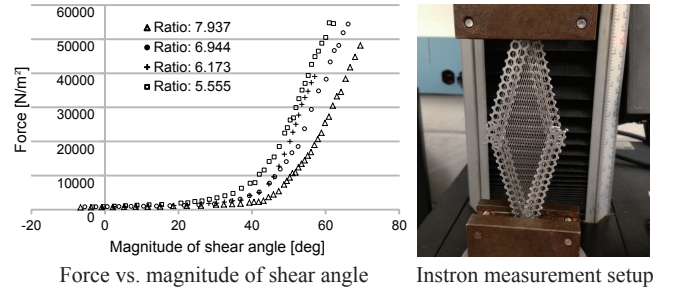 60000
50000
40000
30000
20000
10000
0
Force [N/m²]
Ratio: 7.937
Ratio: 6.944
Ratio: 6.173
Ratio: 5.555
-20
0
20
40
60
80
Magnitude of shear angle [deg]
Force vs. magnitude of shear angle
Instron measurement setup